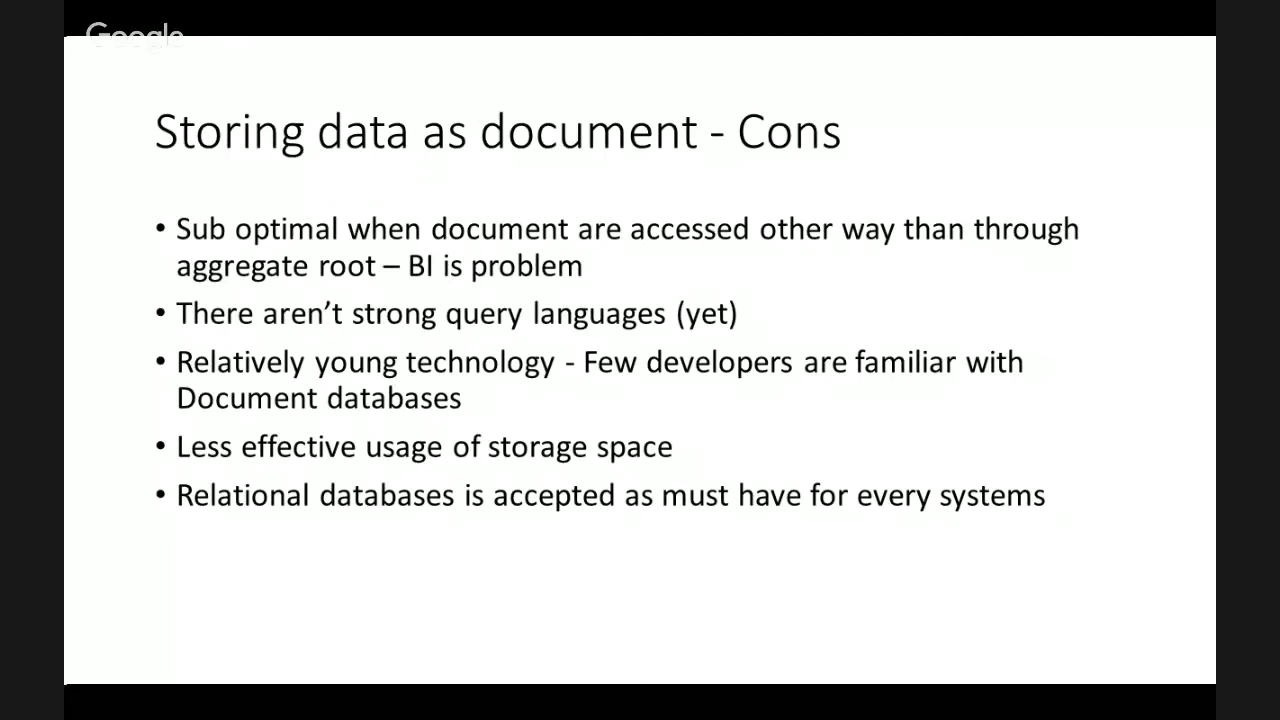 Google
Storing data as document - Cons
• Sub optimal when document are accessed other way than through
aggregate root – BI is problem
• There aren’t strong query languages (yet)
• Relatively young technology - Few developers are familiar with
Document databases
• Less effective usage of storage space
• Relational databases is accepted as must have for every systems